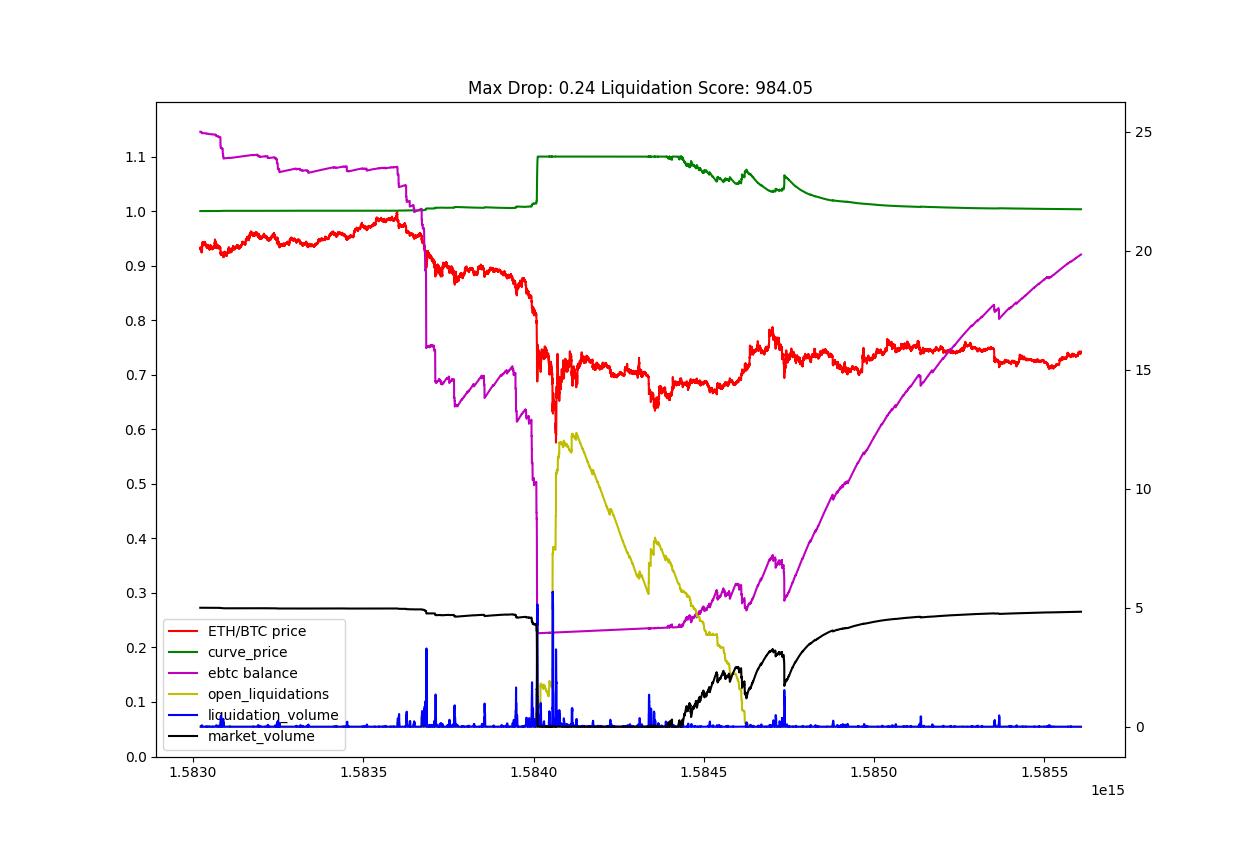 Max Drop: 0.24 Liquidation Score: 984.05
1.1
1.0
0.9
0.8
0.7
0.6
0.5
0.4
0.3
0.2
0.1
0.0
25
20
15
10
5
0
ETH/BTC price
curve_price
ebtc balance
open_liquidations
liquidation_volume
market_volume
1.5830 1.5835 1.5840 1.5845 1.5850 1.5855
1e15